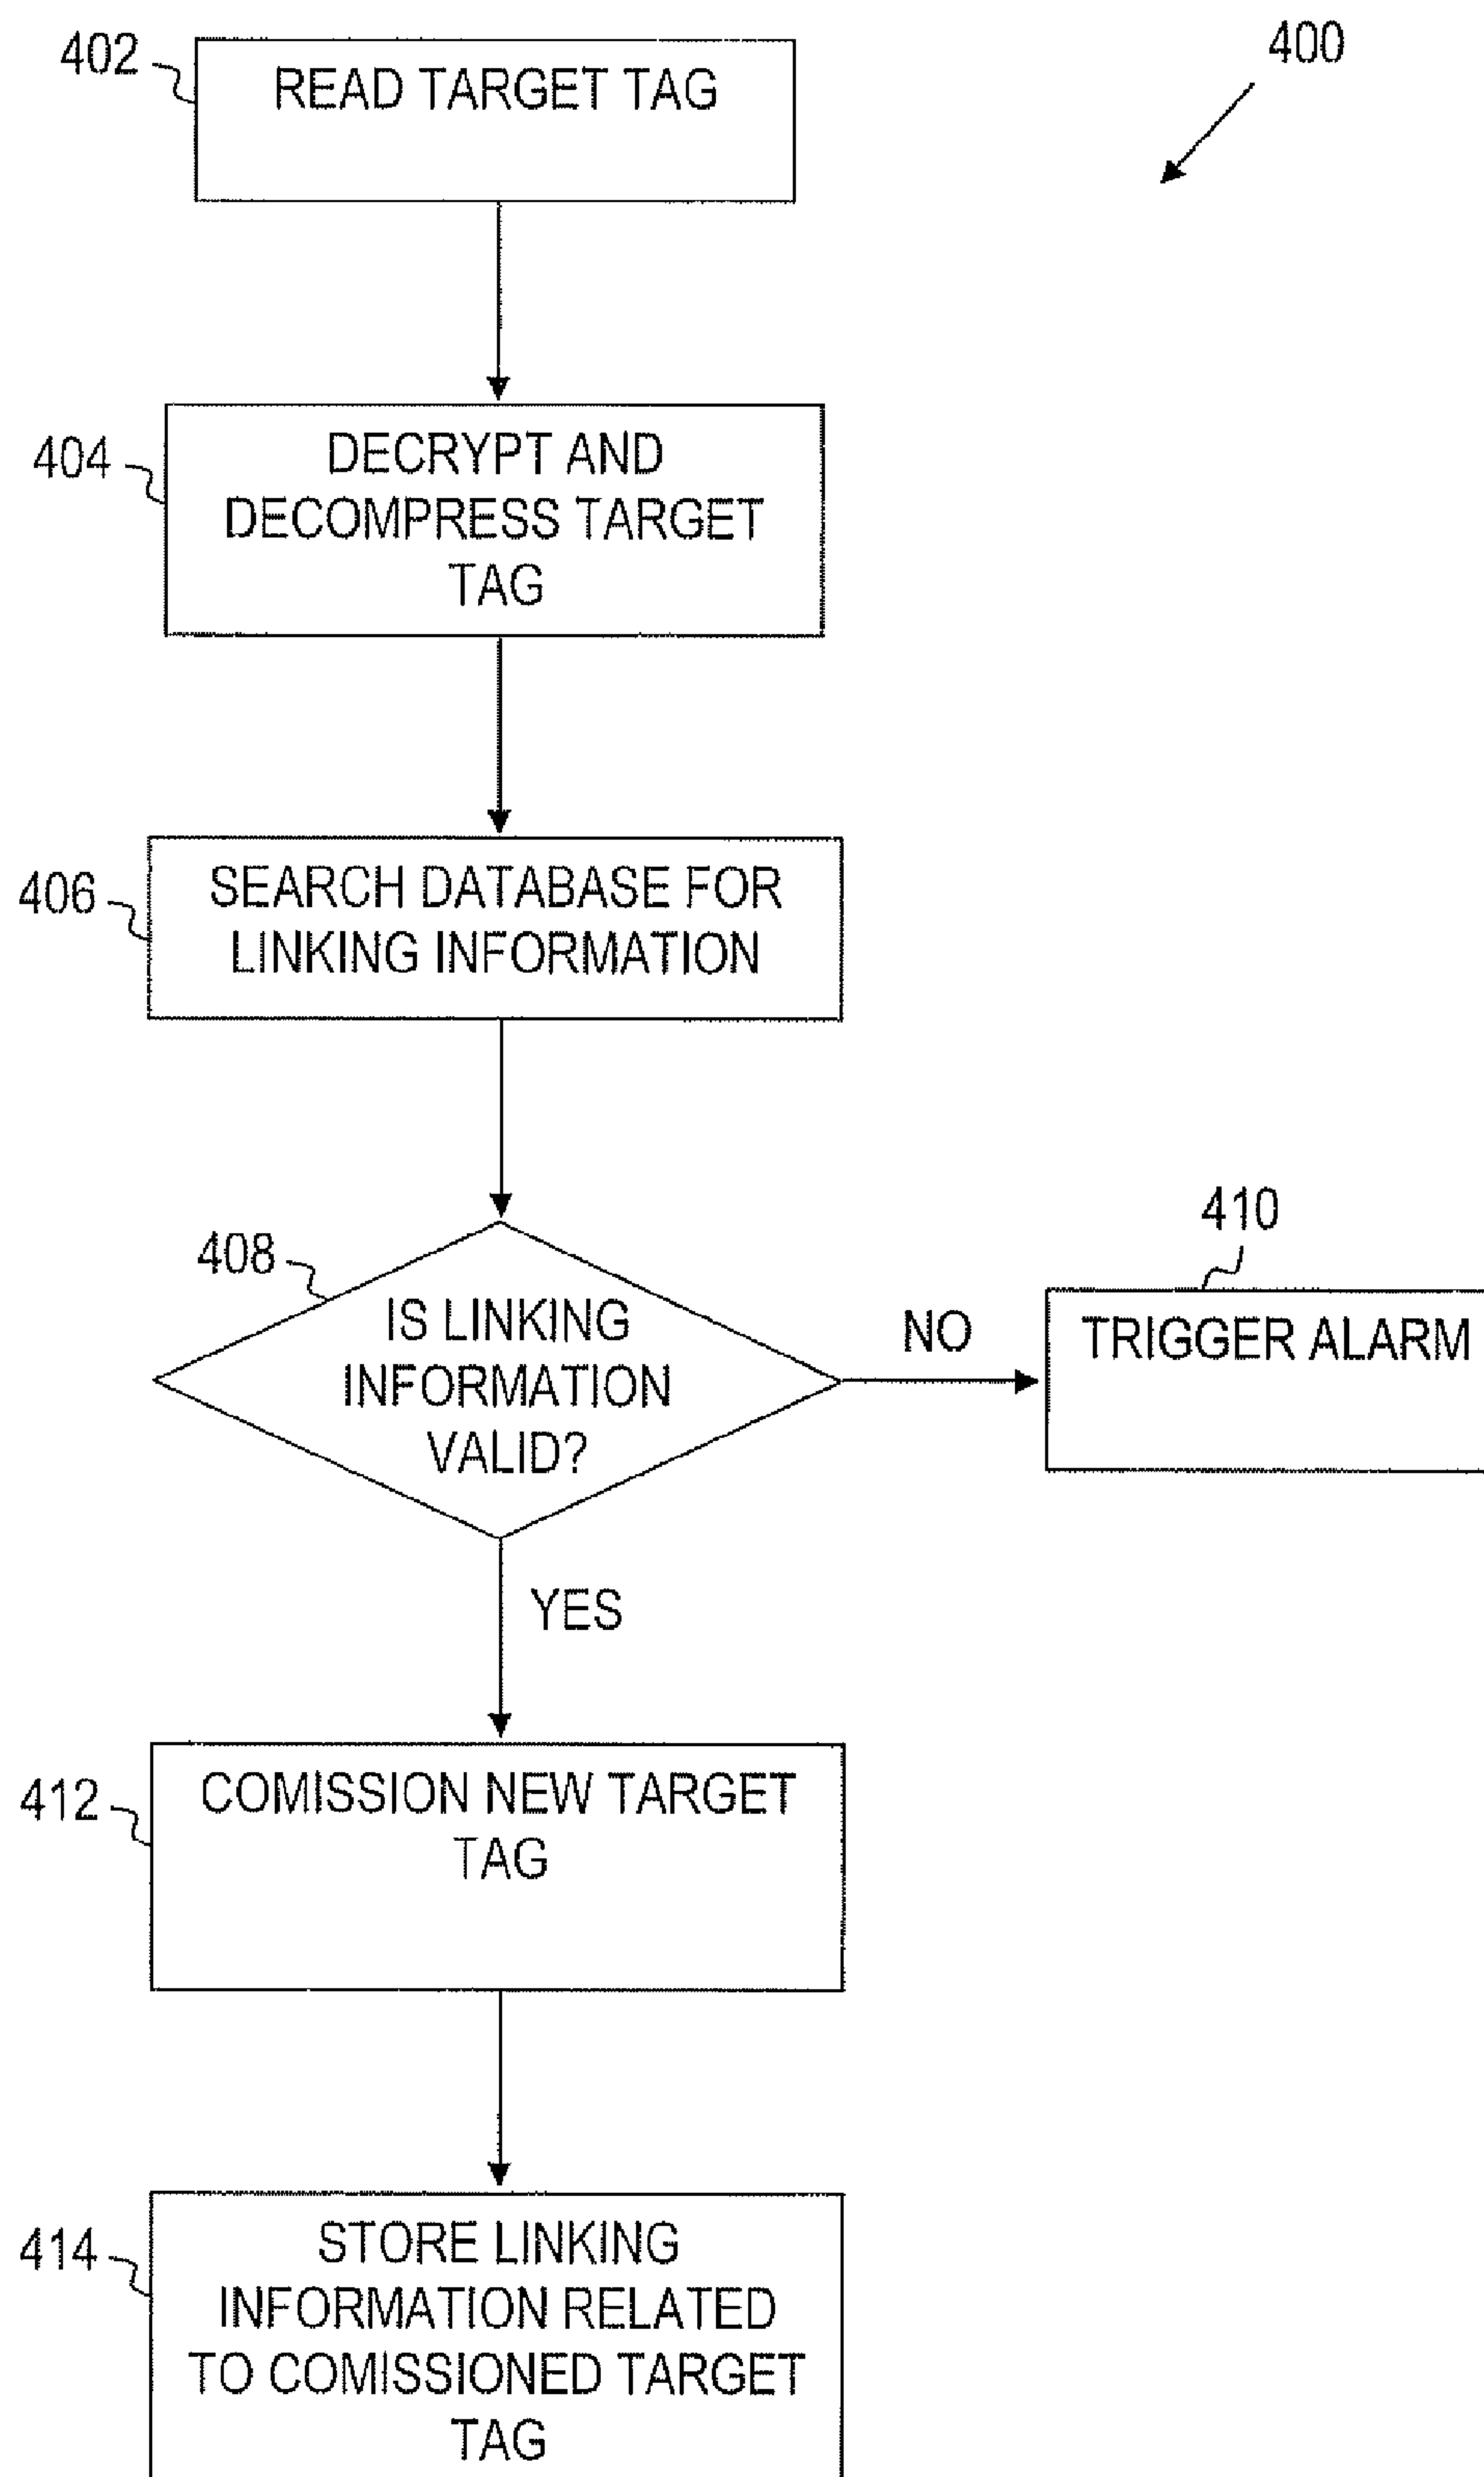 400
402
READ TARGET TAG
404
DECRYPT AND
DECOMPRESS TARGET
TAG
406
SEARCH DATABASE FOR
LINKING INFORMATION
408
IS LINKING
INFORMATION
VALID?
NO
410
TRIGGER ALARM
YES
412
COMISSION NEW TARGET
TAG
414
STORE LINKING
INFORMATION RELATED
TO COMISSIONED TARGET
TAG